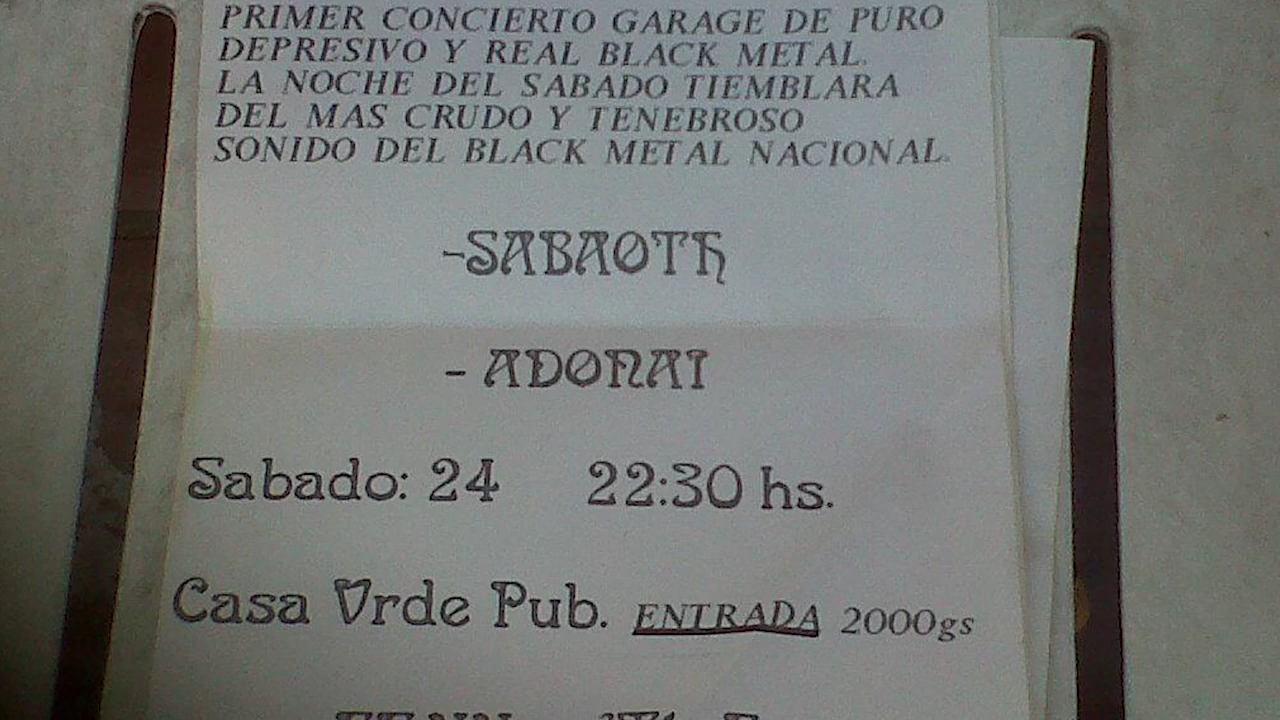 PRIMER CONCIERTO GARAGE DE PURO
DEPRESIVO Y REAL BLACK METAL.
LA NOCHE DEL SABADO TIEMBLARA
DEL MAS CRUDO Y TENEBROSO
SONIDO DEL BLACK METAL NACIONAL.
-SABAOTH
- ADONAI
Sabado: 24 22:30 hs.
Casa Vrde Pub. ENTRADA 2000gs